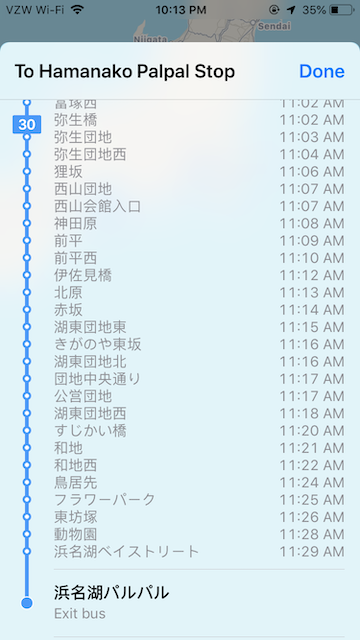 VZW Wi-Fi 10:13 PM 35%
Niigata
Sendai
To Hamanako Palpal Stop Done
富塚西 11:02 AM
30
弥生橋 11:02 AM
弥生団地 11:03 AM
弥生団地西 11:04 AM
狸坂 11:06 AM
西山団地 11:07 AM
西山会館入口 11:07 AM
神田原 11:08 AM
前平 11:09 AM
前平西 11:10 AM
伊佐見橋 11:12 AM
北原 11:13 AM
赤坂 11:14 AM
湖東団地東 11:15 AM
きがのや東坂 11:16 AM
湖東団地北 11:16 AM
団地中央通り 11:17 AM
公営団地 11:17 AM
湖東団地西 11:18 AM
すじかい橋 11:20 AM
和地 11:21 AM
和地西 11:22 AM
鳥居先 11:24 AM
フラワーパーク 11:25 AM
東坊塚 11:26 AM
動物園 11:28 AM
浜名湖ベイストリート 11:29 AM
浜名湖パルパル
Exit bus